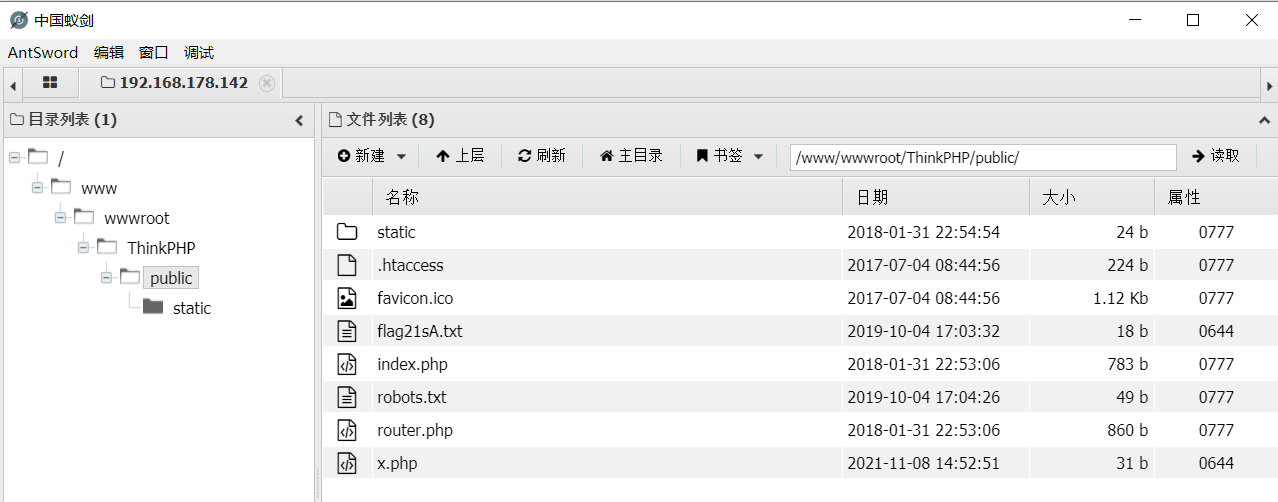 中国蚁剑
AntSword 编辑 窗口 调试
192.168.178.142
目录列表 (1)
/
www
wwwroot
ThinkPHP
public
static
文件列表 (8)
新建 上层 刷新 主目录 书签 /www/wwwroot/ThinkPHP/public/ 读取
名称 日期 大小 属性
static 2018-01-31 22:54:54 24 b 0777
.htaccess 2017-07-04 08:44:56 224 b 0777
favicon.ico 2017-07-04 08:44:56 1.12 Kb 0777
flag21sA.txt 2019-10-04 17:03:32 18 b 0644
index.php 2018-01-31 22:53:06 783 b 0777
robots.txt 2019-10-04 17:04:26 49 b 0777
router.php 2018-01-31 22:53:06 860 b 0777
x.php 2021-11-08 14:52:51 31 b 0644